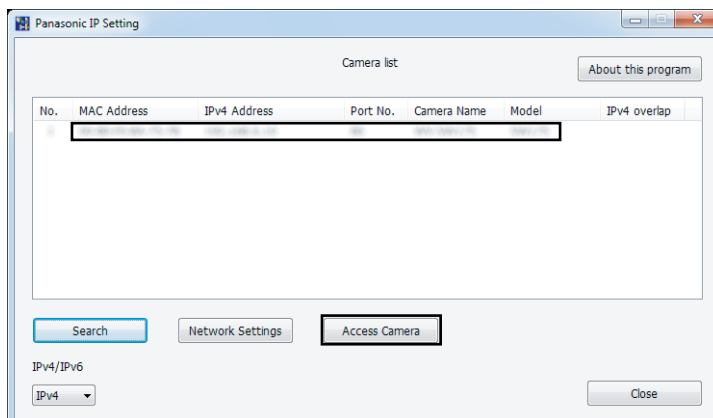 Panasonic IP Setting
Camera list
About this program
No. MAC Address IPv4 Address Port No. Camera Name Model IPv4 overlap
Search Network Settings Access Camera
IPv4/IPv6
IPv4 Close